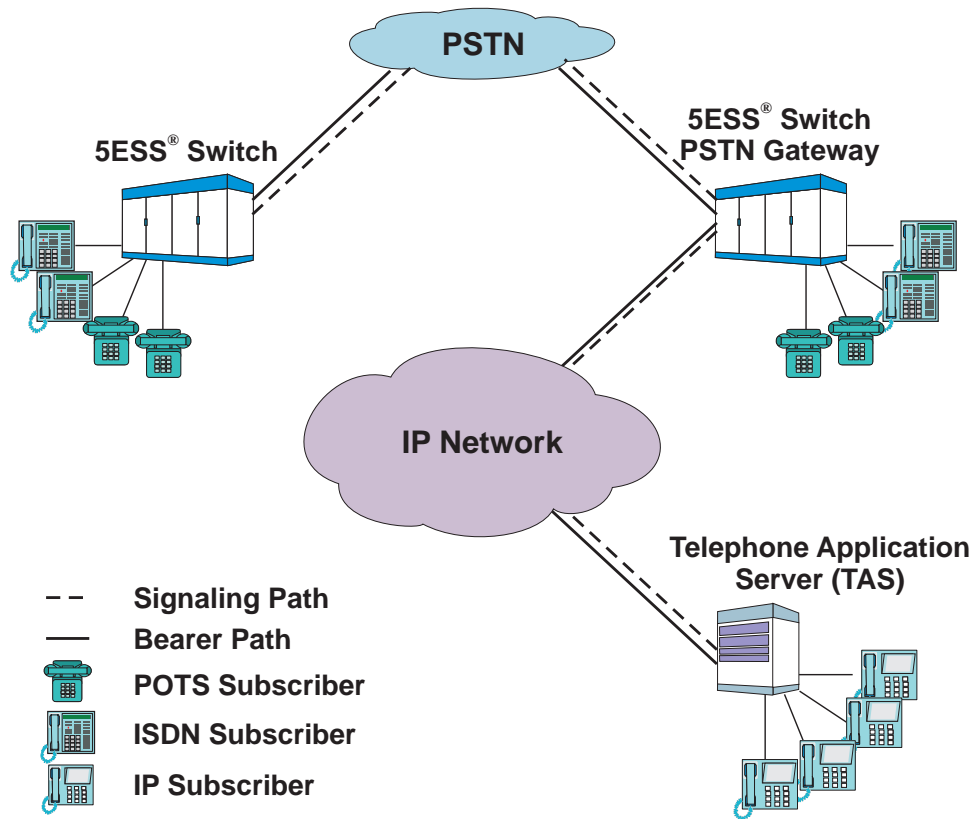 PSTN
5ESS® Switch
5ESS® Switch
PSTN Gateway
IP Network
Telephone Application
Server (TAS)
Signaling Path
Bearer Path
POTS Subscriber
ISDN Subscriber
IP Subscriber